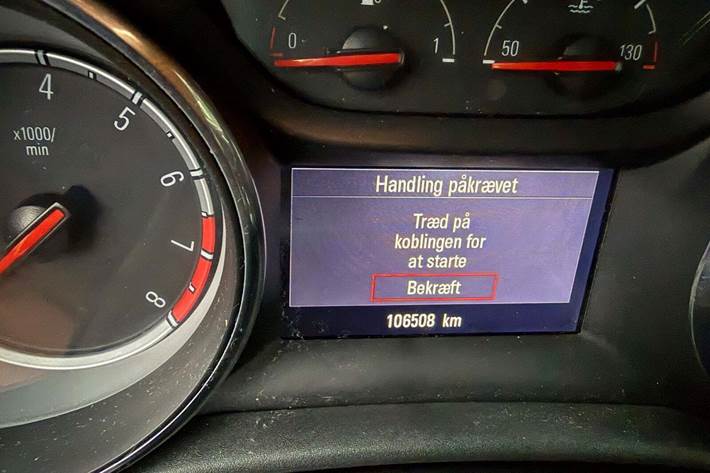 0
1
50
130
4
5
6
7
8
x1000/
min
Handling påkrævet
Træd på
koblingen for
at starte
Bekræft
106508 km